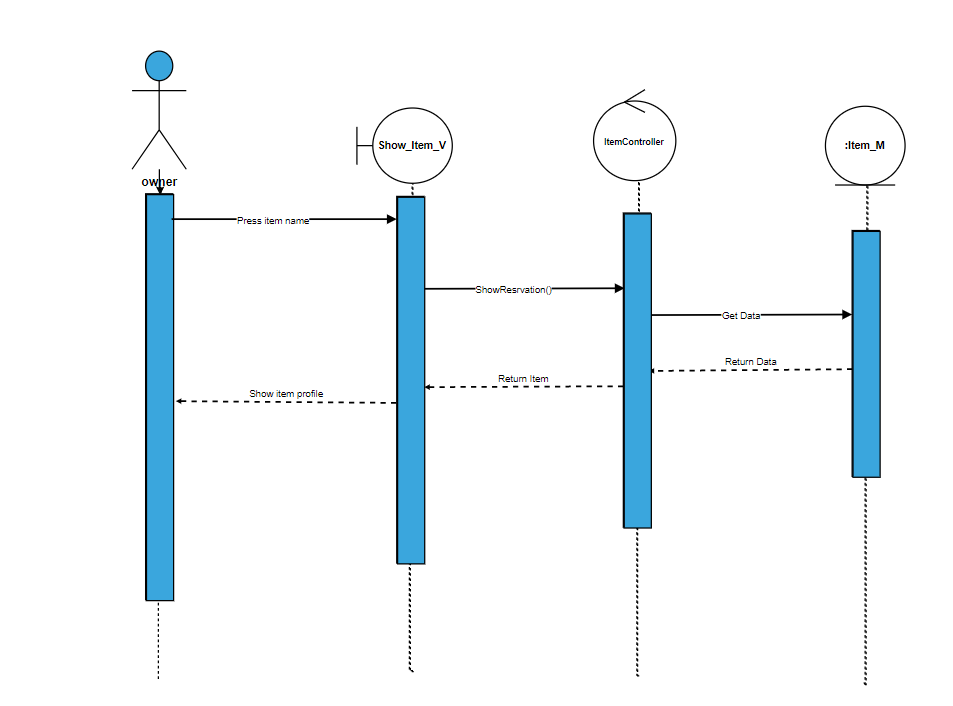 Show_Item_V
ItemController
:Item_M
owner
Press item name
ShowResrvation()
Get Data
Return Data
Return Item
Show item profile